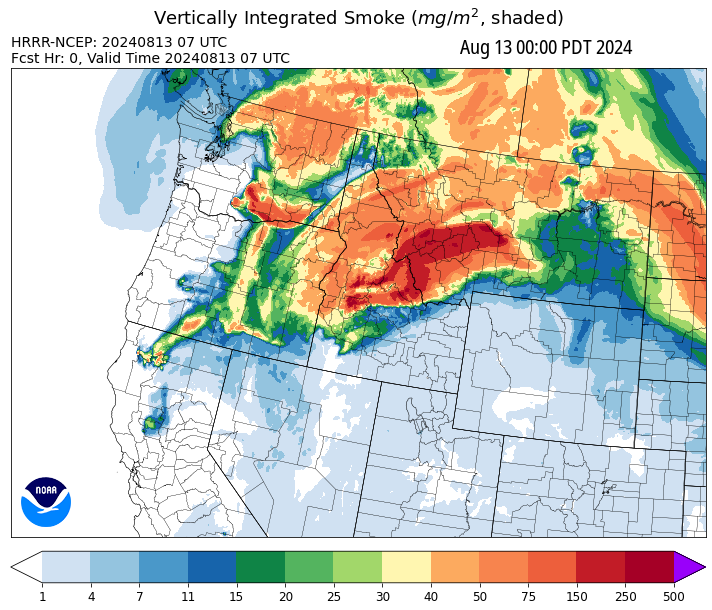 Vertically Integrated Smoke (mg/m², shaded)
HRRR-NCEP: 20240813 07 UTC
Fcst Hr: 0, Valid Time 20240813 07 UTC
Aug 13 00:00 PDT 2024
NOAA
1 4 7 11 15 20 25 30 40 50 75 150 250 500